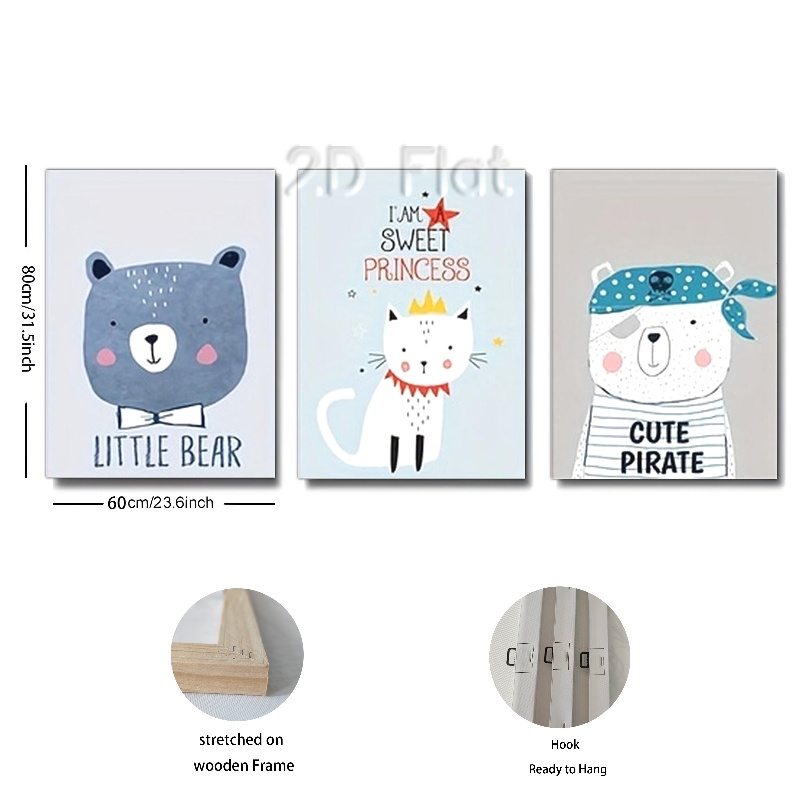 2D Flat
I'AM A
SWEET
PRINCESS
80cm/31.5inch
LITTLE BEAR
CUTE
PIRATE
60cm/23.6inch
stretched on
wooden Frame
Hook
Ready to Hang